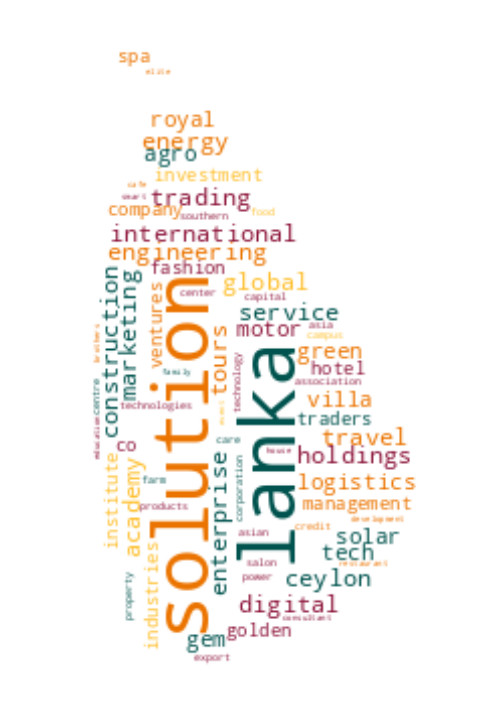 spa
elite
royal
energy
agro
investment
cafe
smart
trading
company
southern
food
international
engineering
fashion
center
global
capital
construction
marketing
ventures
solution
tours
service
motor
asia
campus
brothers
family
technology
lanka
green
hotel
association
centre
education
technologies
villa
traders
travel
co
care
house
holdings
institute
academy
farm
enterprise
corporation
logistics
products
management
development
credit
asian
solar
tech
restaurant
salon
power
ceylon
property
industries
digital
consultant
golden
gem
export